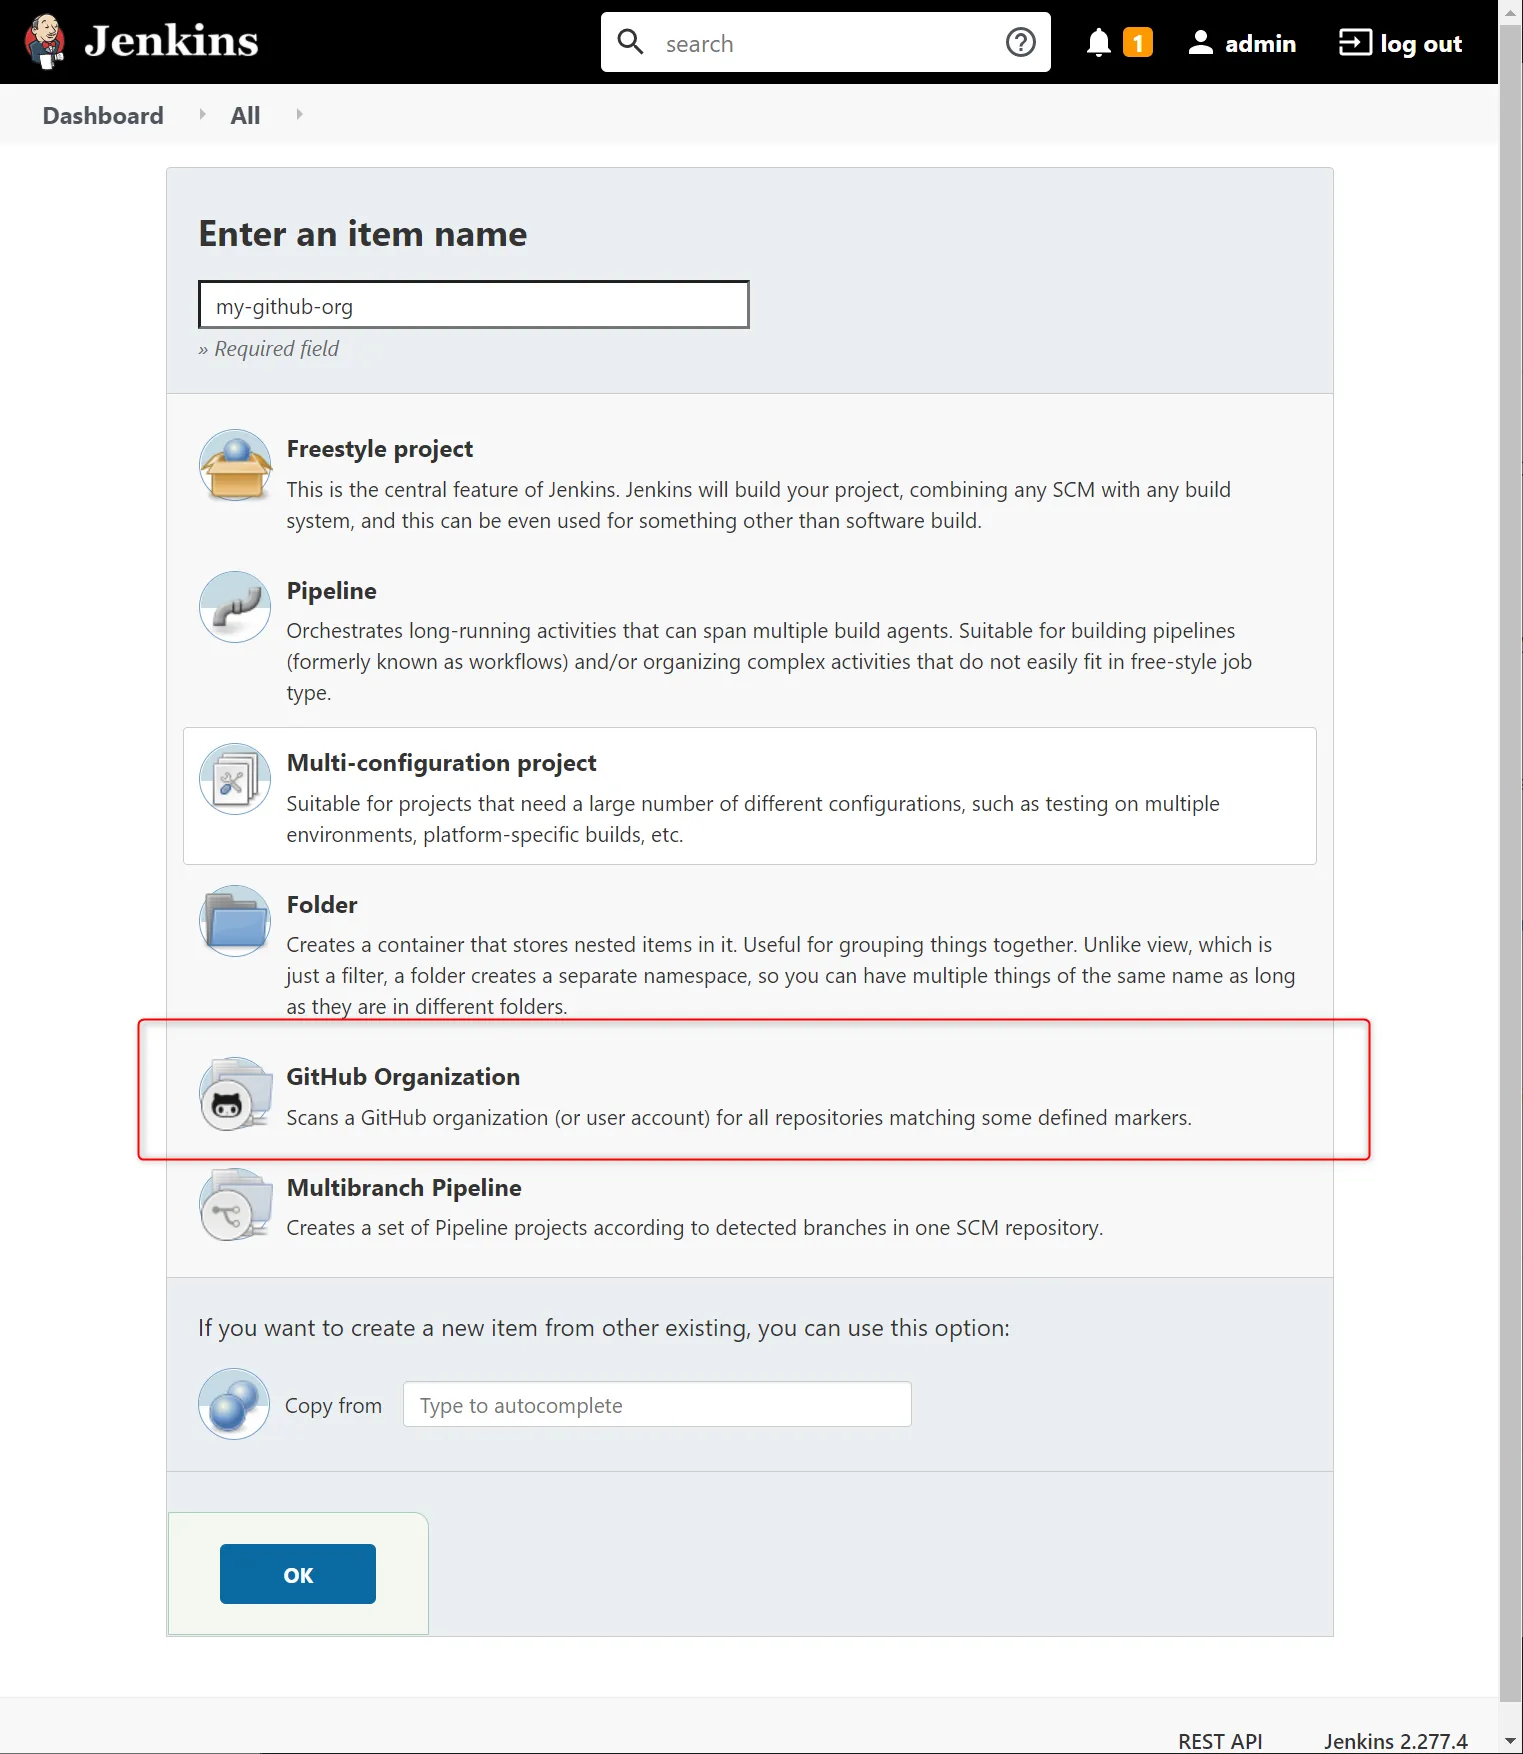 Jenkins
search
1
admin
log out
Dashboard
All
Enter an item name
my-github-org
» Required field
Freestyle project
This is the central feature of Jenkins. Jenkins will build your project, combining any SCM with any build
system, and this can be even used for something other than software build.
Pipeline
Orchestrates long-running activities that can span multiple build agents. Suitable for building pipelines
(formerly known as workflows) and/or organizing complex activities that do not easily fit in free-style job
type.
Multi-configuration project
Suitable for projects that need a large number of different configurations, such as testing on multiple
environments, platform-specific builds, etc.
Folder
Creates a container that stores nested items in it. Useful for grouping things together. Unlike view, which is
just a filter, a folder creates a separate namespace, so you can have multiple things of the same name as long
as they are in different folders.
GitHub Organization
Scans a GitHub organization (or user account) for all repositories matching some defined markers.
Multibranch Pipeline
Creates a set of Pipeline projects according to detected branches in one SCM repository.
If you want to create a new item from other existing, you can use this option:
Copy from
Type to autocomplete
OK
REST API
Jenkins 2.277.4